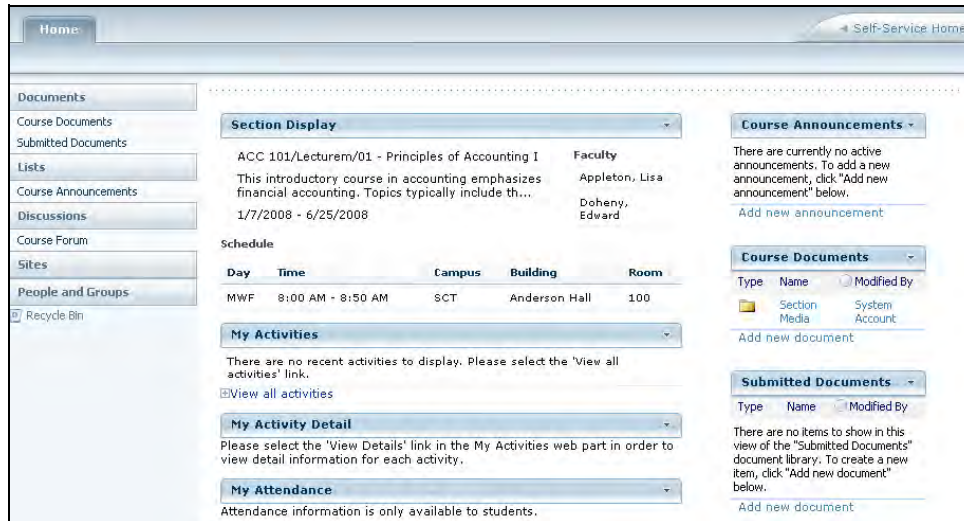 Home
Self-Service Home
Documents
Course Documents
Submitted Documents
Lists
Course Announcements
Discussions
Course Forum
Sites
People and Groups
Recycle Bin
Section Display
ACC 101/Lecturem/01 - Principles of Accounting I
This introductory course in accounting emphasizes
financial accounting. Topics typically include th...
1/7/2008 - 6/25/2008
Faculty
Appleton, Lisa
Doheny,
Edward
Schedule
Day Time Campus Building Room
MWF 8:00 AM - 8:50 AM SCT Anderson Hall 100
My Activities
There are no recent activities to display. Please select the 'View all
activities' link.
View all activities
My Activity Detail
Please select the 'View Details' link in the My Activities web part in order to
view detail information for each activity.
My Attendance
Attendance information is only available to students.
Course Announcements
There are currently no active
announcements. To add a new
announcement, click "Add new
announcement" below.
Add new announcement
Course Documents
Type Name Modified By
Section System
Media Account
Add new document
Submitted Documents
Type Name Modified By
There are no items to show in this
view of the "Submitted Documents"
document library. To create a new
item, click "Add new document"
below.
Add new document